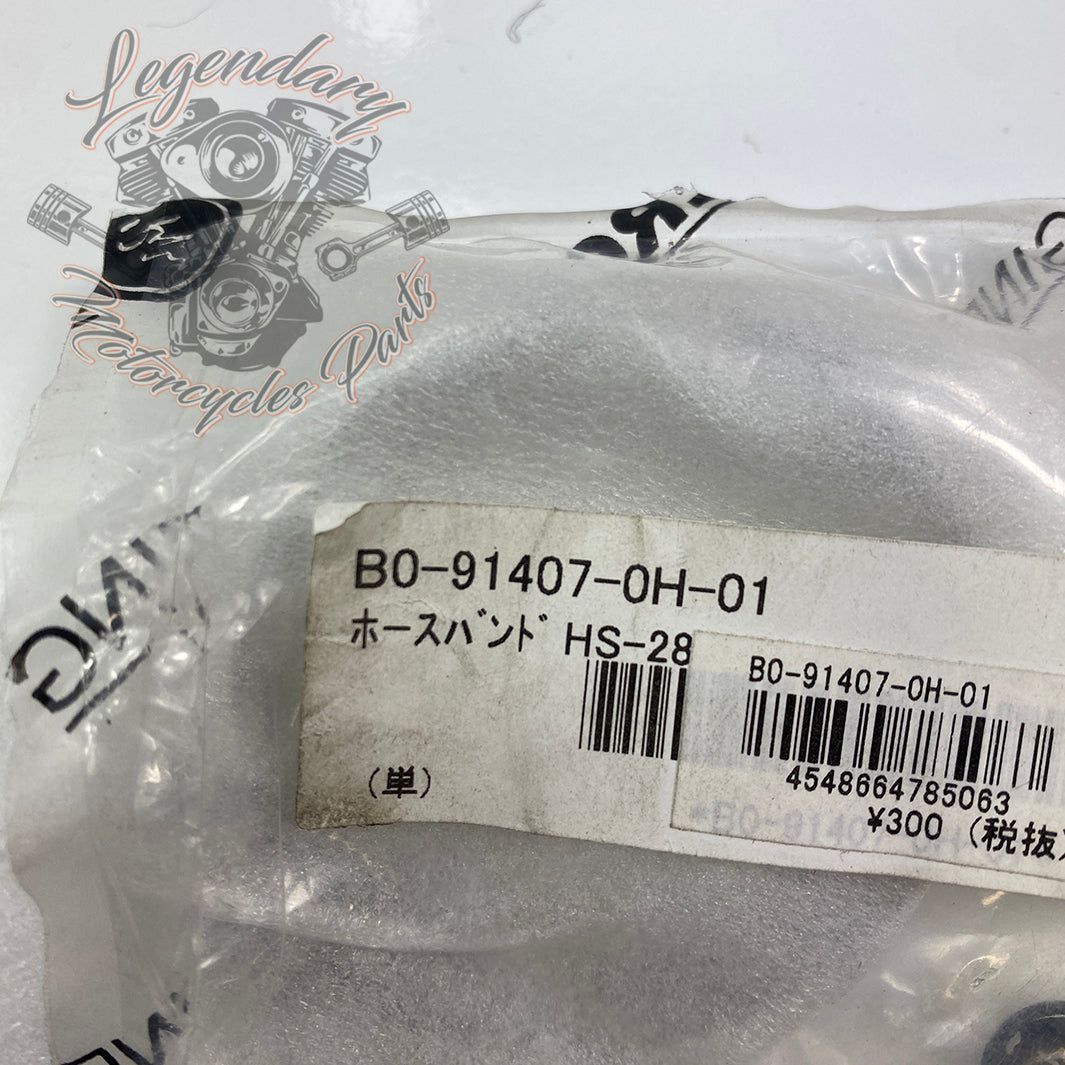 Legendary
Motorcycles Parts
B0-91407-0H-01
ホースバンド HS-28
(単)
B0-91407-0H-01
4548664785063
¥300 (税抜)